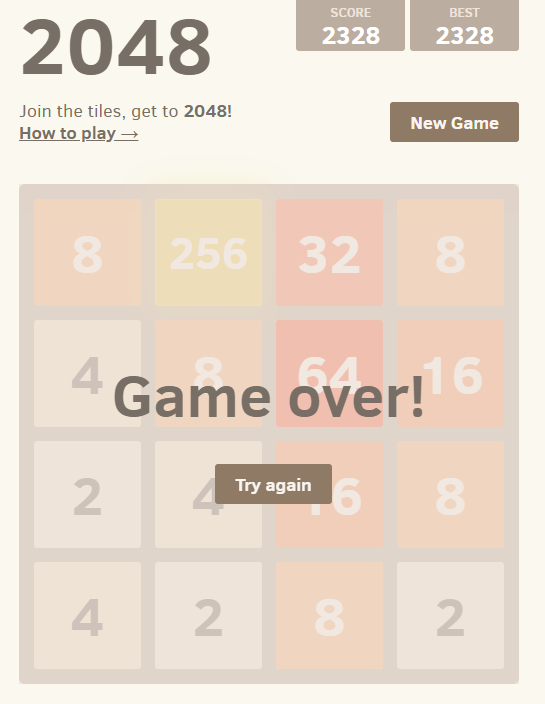 2048
SCORE
2328
BEST
2328
Join the tiles, get to 2048!
How to play →
New Game
8 256 32 8
4 8 64 16
Game over!
2 4 16 8
Try again
4 2 8 2